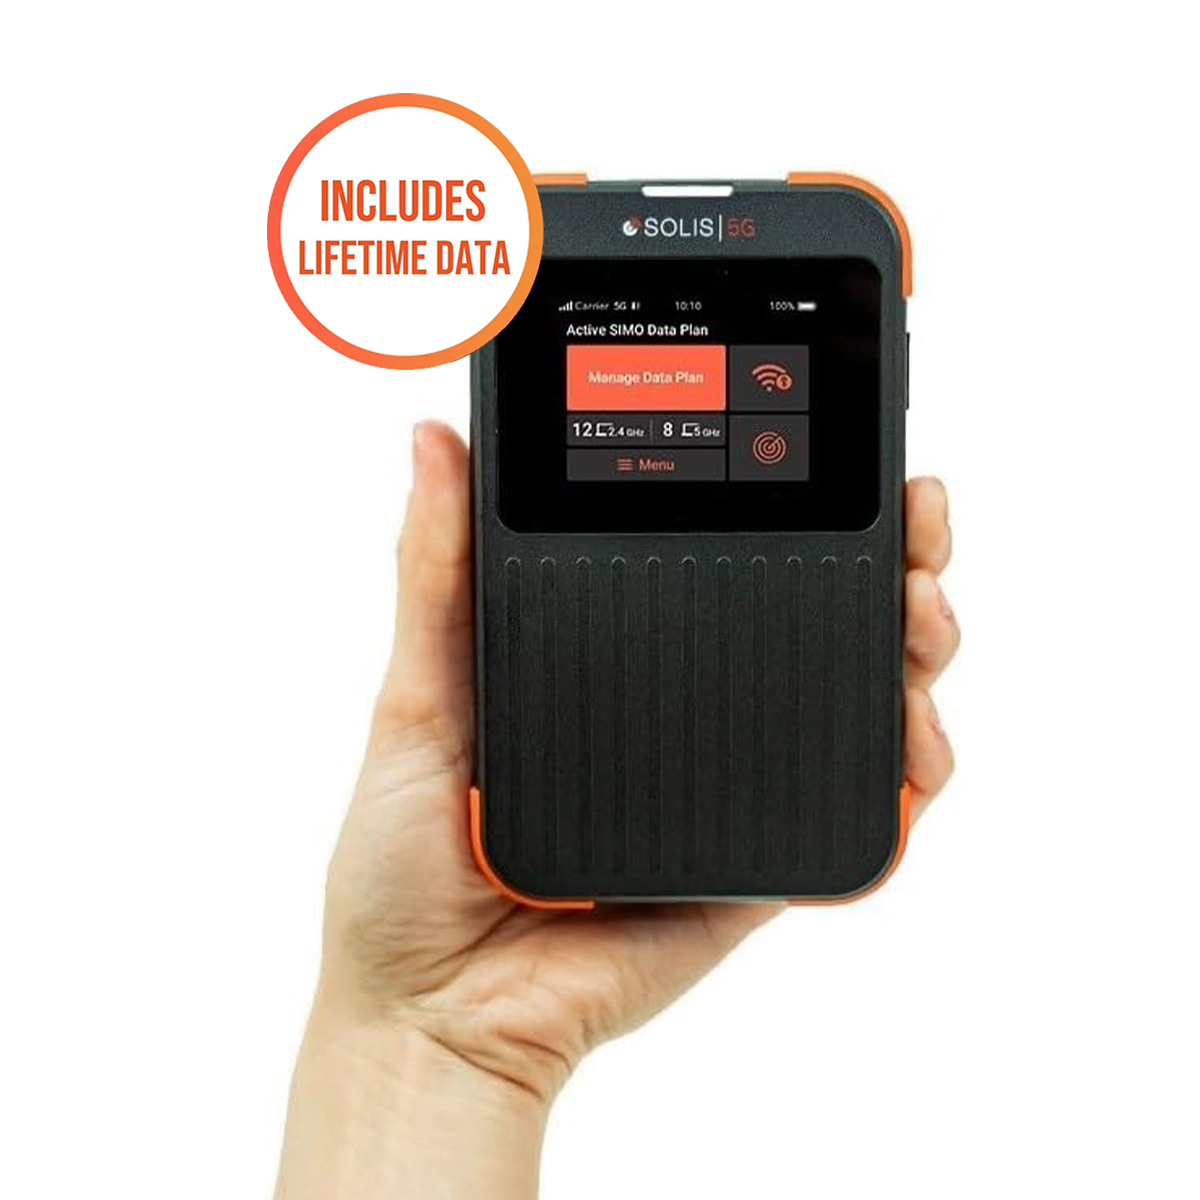 INCLUDES
LIFETIME DATA
SOLIS|5G
Carrier 5G 10:10 100%
Active SIMO Data Plan
Manage Data Plan
12 2.4 GHz | 8 5 GHz
Menu